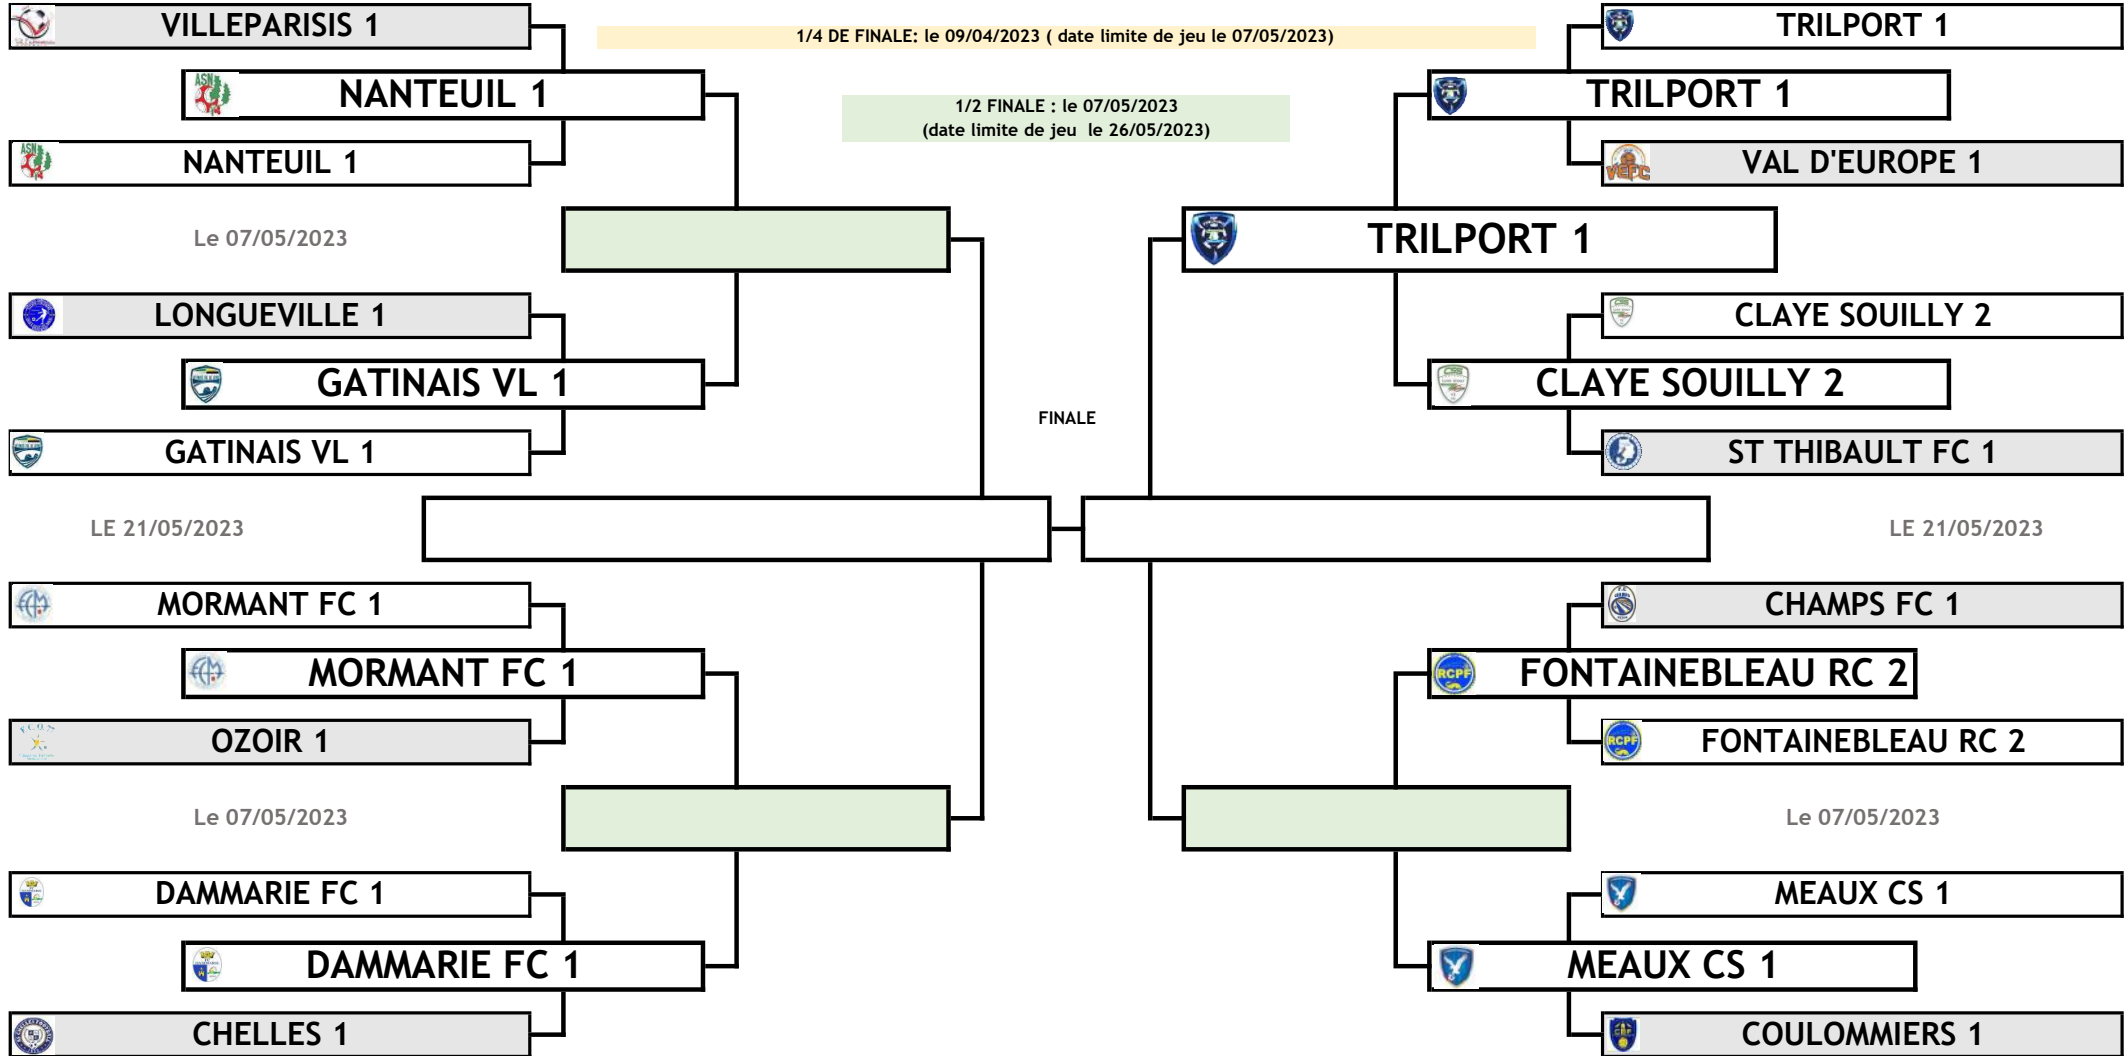 VILLEPARISIS 1
1/4 DE FINALE: le 09/04/2023 ( date limite de jeu le 07/05/2023)
TRILPORT 1
NANTEUIL 1
1/2 FINALE : le 07/05/2023
(date limite de jeu le 26/05/2023)
TRILPORT 1
NANTEUIL 1
VAL D'EUROPE 1
Le 07/05/2023
TRILPORT 1
LONGUEVILLE 1
CLAYE SOUILLY 2
GATINAIS VL 1
CLAYE SOUILLY 2
FINALE
GATINAIS VL 1
ST THIBAULT FC 1
LE 21/05/2023
LE 21/05/2023
MORMANT FC 1
CHAMPS FC 1
MORMANT FC 1
FONTAINEBLEAU RC 2
OZOIR 1
FONTAINEBLEAU RC 2
Le 07/05/2023
Le 07/05/2023
DAMMARIE FC 1
MEAUX CS 1
DAMMARIE FC 1
MEAUX CS 1
CHELLES 1
COULOMMIERS 1
ASN
ASN
VEFC
CSS
RCPF
RCPF